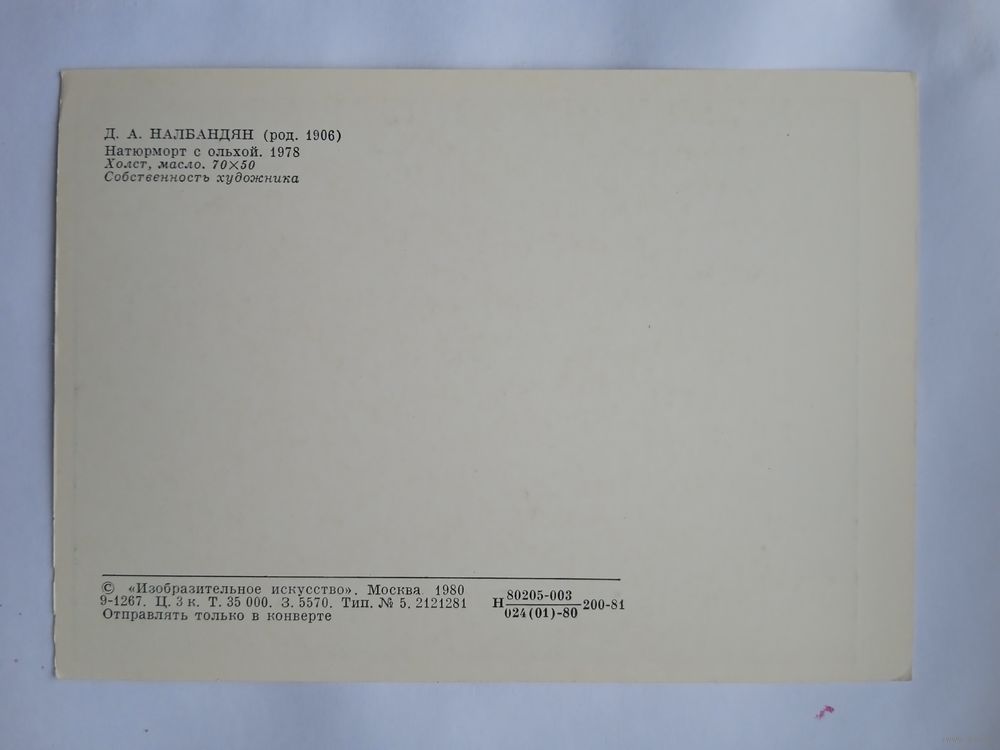 Д. А. НАЛБАНДЯН (род. 1906)
Натюрморт с ольхой. 1978
Холст, масло. 70×50
Собственность художника
© «Изобразительное искусство». Москва 1980
9-1267. Ц. 3 к. Т. 35 000. З. 5570. Тип. № 5. 2121281
Отправлять только в конверте
Н 80205-003
024(01)-80 200-81